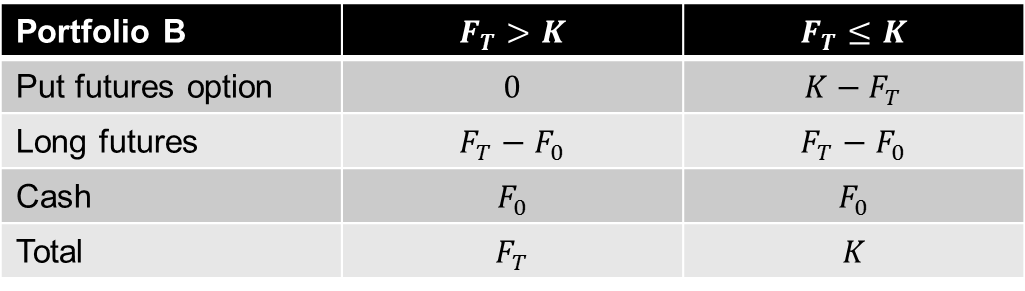 Portfolio B F_T > K F_T ≤ K
Put futures option 0 K − F_T
Long futures F_T − F_0 F_T − F_0
Cash F_0 F_0
Total F_T K